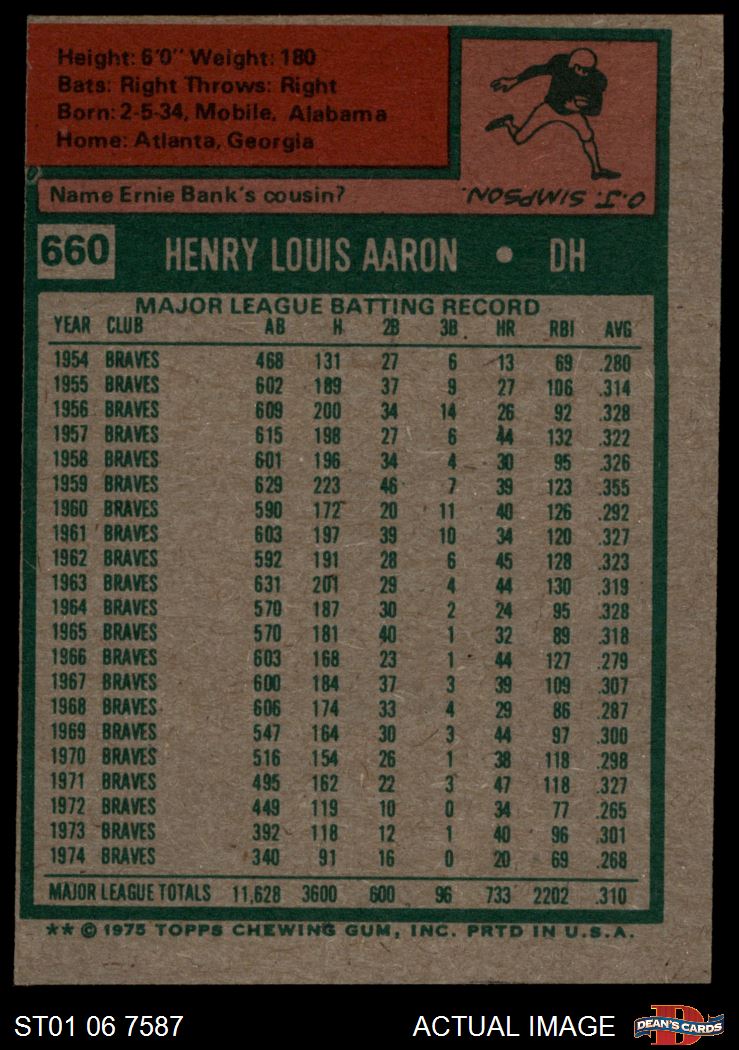 Height: 6'0" Weight: 180
Bats: Right Throws: Right
Born: 2-5-34, Mobile, Alabama
Home: Atlanta, Georgia
Name Ernie Bank's cousin?
O.J. SIMPSON.
660 HENRY LOUIS AARON • DH
MAJOR LEAGUE BATTING RECORD
YEAR CLUB AB H 2B 3B HR RBI AVG
1954 BRAVES 468 131 27 6 13 69 .280
1955 BRAVES 602 189 37 9 27 106 .314
1956 BRAVES 609 200 34 14 26 92 .328
1957 BRAVES 615 198 27 6 44 132 .322
1958 BRAVES 601 196 34 4 30 95 .326
1959 BRAVES 629 223 46 7 39 123 .355
1960 BRAVES 590 172 20 11 40 126 .292
1961 BRAVES 603 197 39 10 34 120 .327
1962 BRAVES 592 191 28 6 45 128 .323
1963 BRAVES 631 201 29 4 44 130 .319
1964 BRAVES 570 187 30 2 24 95 .328
1965 BRAVES 570 181 40 1 32 89 .318
1966 BRAVES 603 168 23 1 44 127 .279
1967 BRAVES 600 184 37 3 39 109 .307
1968 BRAVES 606 174 33 4 29 86 .287
1969 BRAVES 547 164 30 3 44 97 .300
1970 BRAVES 516 154 26 1 38 118 .298
1971 BRAVES 495 162 22 3 47 118 .327
1972 BRAVES 449 119 10 0 34 77 .265
1973 BRAVES 392 118 12 1 40 96 .301
1974 BRAVES 340 91 16 0 20 69 .268
MAJOR LEAGUE TOTALS 11,628 3600 600 96 733 2202 .310
** © 1975 TOPPS CHEWING GUM, INC. PRTD IN U.S.A.
ST01 06 7587 ACTUAL IMAGE D DEAN'S CARDS